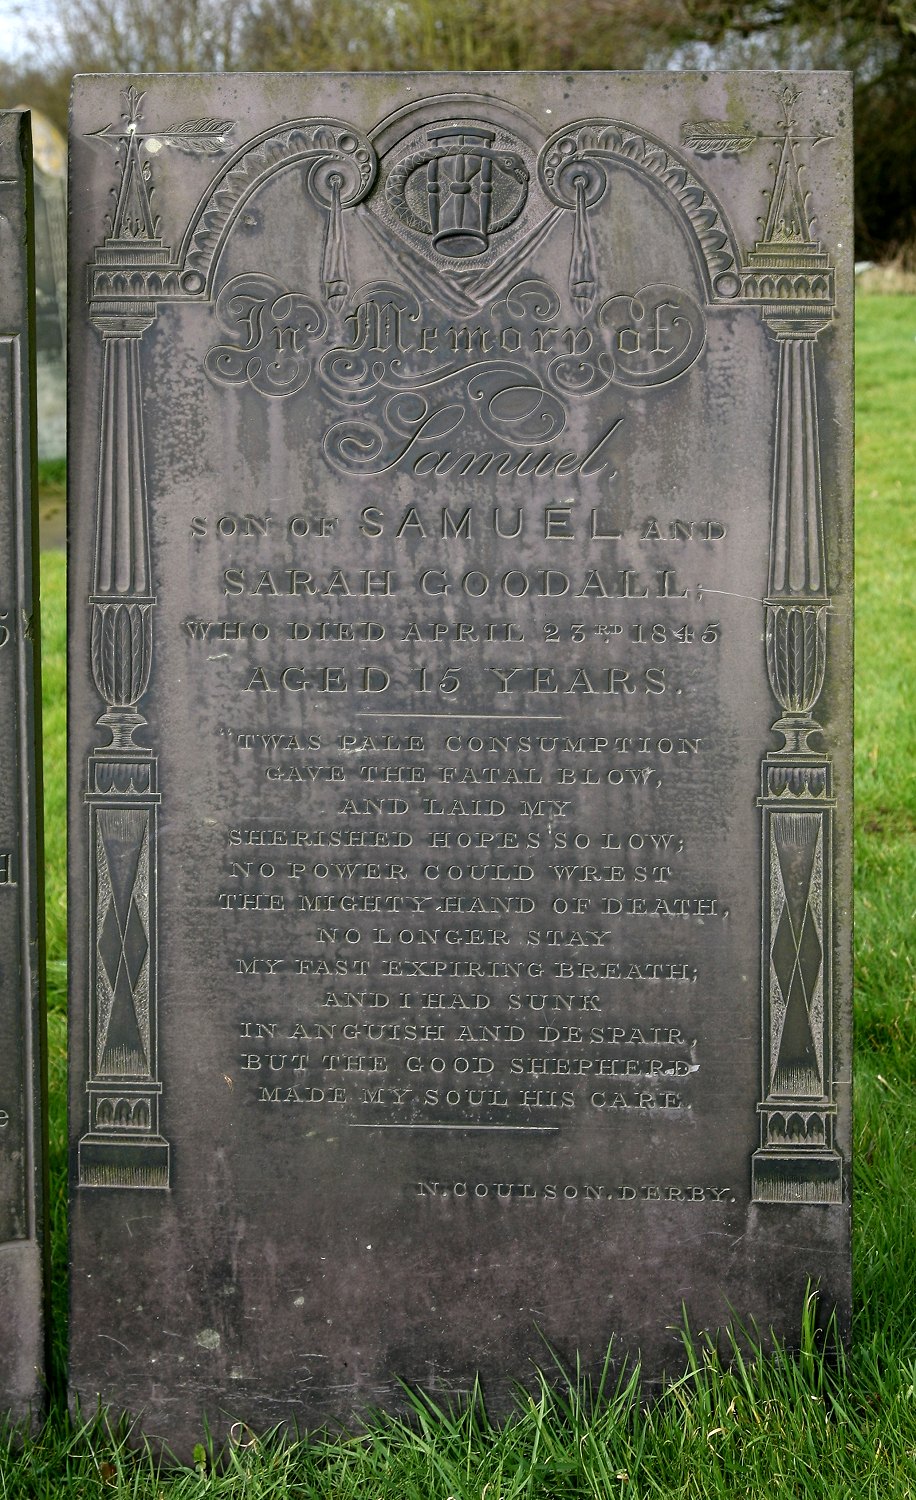 In Memory of
Samuel,
SON OF SAMUEL AND
SARAH GOODALL;
WHO DIED APRIL 23RD 1845
AGED 15 YEARS.
"TWAS PALE CONSUMPTION
GAVE THE FATAL BLOW,
AND LAID MY
SHERISHED HOPES SO LOW;
NO POWER COULD WREST
THE MIGHTY HAND OF DEATH,
NO LONGER STAY
MY FAST EXPIRING BREATH;
AND I HAD SUNK
IN ANGUISH AND DESPAIR,
BUT THE GOOD SHEPHERD
MADE MY SOUL HIS CARE.
N. COULSON. DERBY.